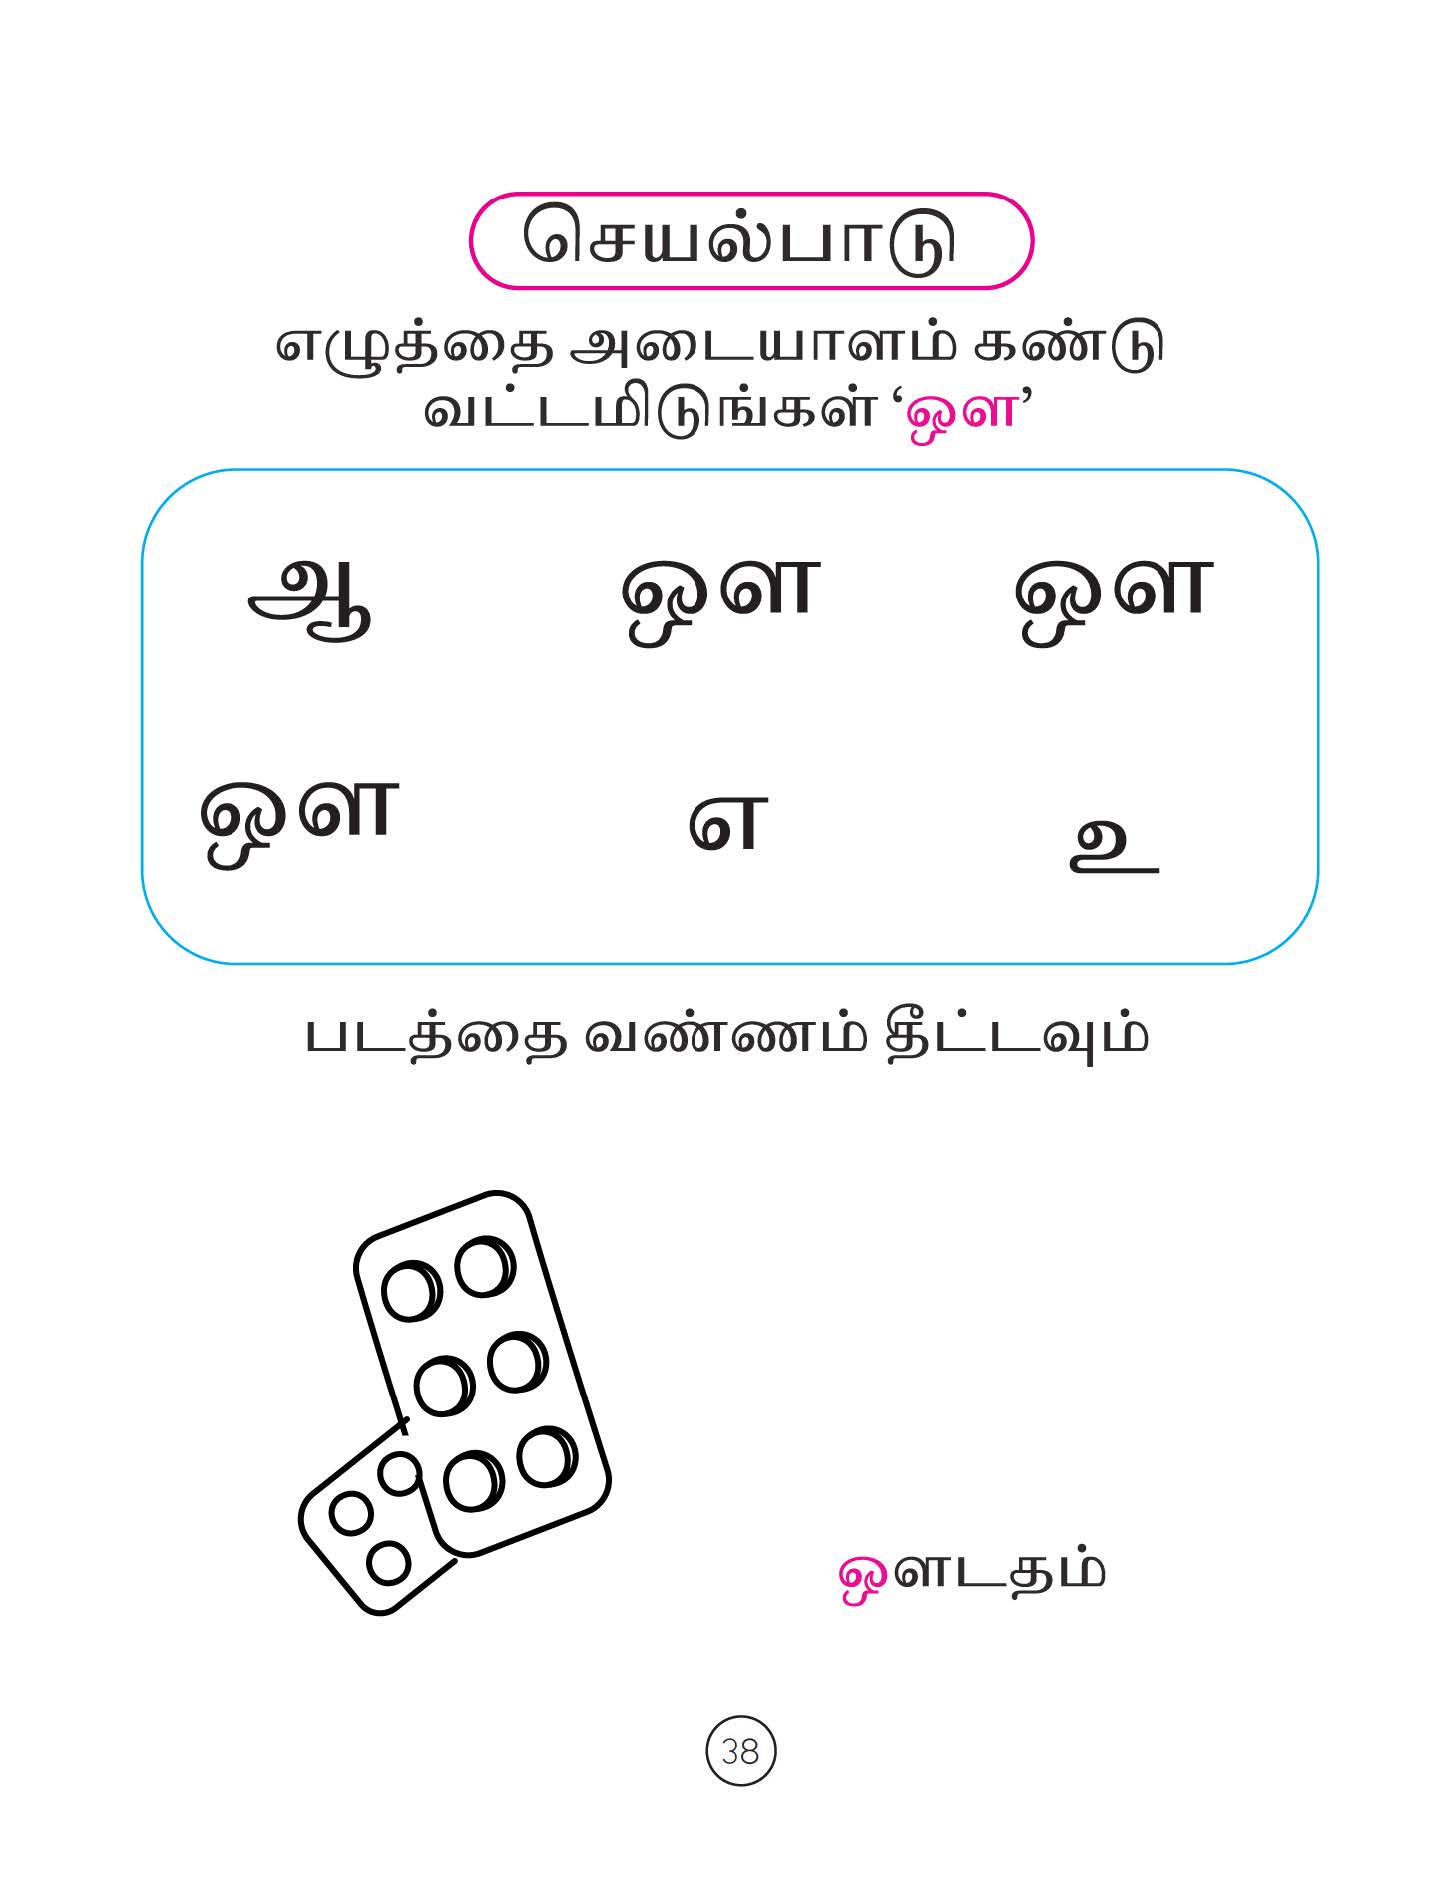 செயல்பாடு
எழுத்தை அடையாளம் கண்டு
வட்டமிடுங்கள் ‘ஔ’
ஆ ஔ ஔ
ஔ எ உ
படத்தை வண்ணம் தீட்டவும்
ஔடதம்
38